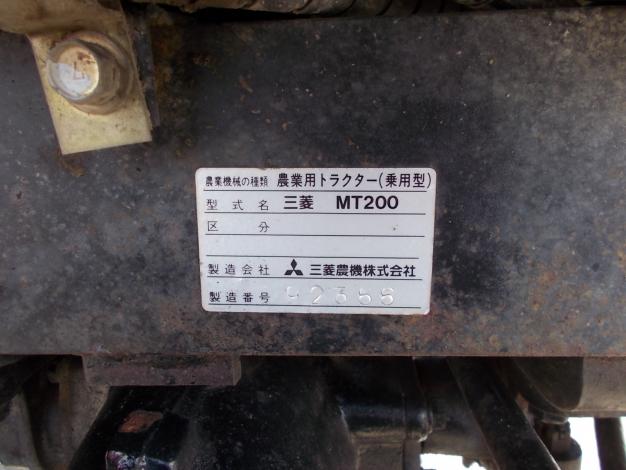 農業機械の種類 農業用トラクター(乗用型)
型式名 三菱 MT200
区分
製造会社 三菱農機株式会社
製造番号